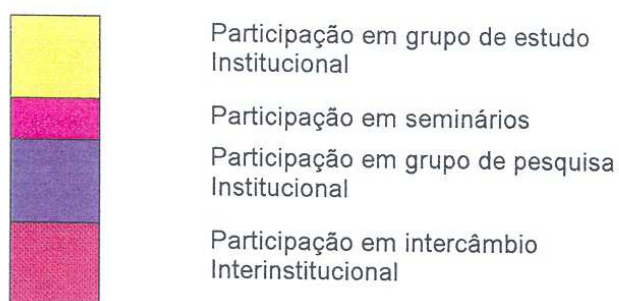 Participação em grupo de estudo
Institucional
Participação em seminários
Participação em grupo de pesquisa
Institucional
Participação em intercâmbio
Interinstitucional